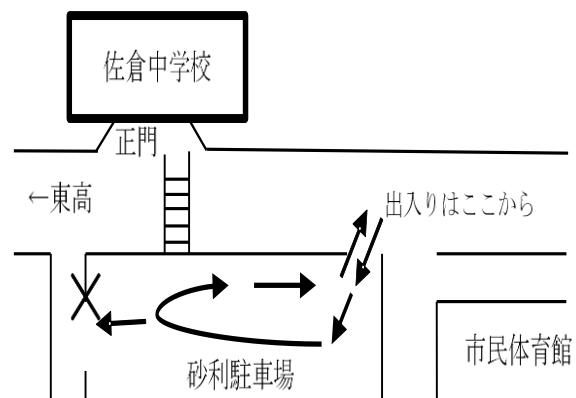 佐倉中学校
正門
←東高
出入りはここから
市民体育館
砂利駐車場